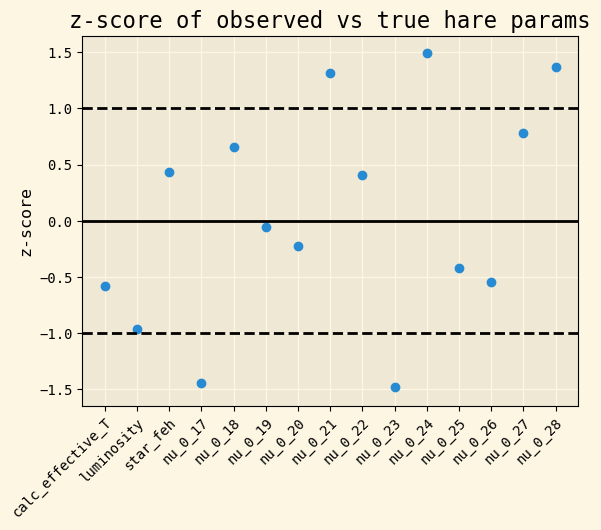 z-score of observed vs true hare params
1.5
1.0
0.5
0.0
−0.5
−1.0
−1.5
z-score
calc_effective_T
luminosity
star_feh
nu_0_17
nu_0_18
nu_0_19
nu_0_20
nu_0_21
nu_0_22
nu_0_23
nu_0_24
nu_0_25
nu_0_26
nu_0_27
nu_0_28